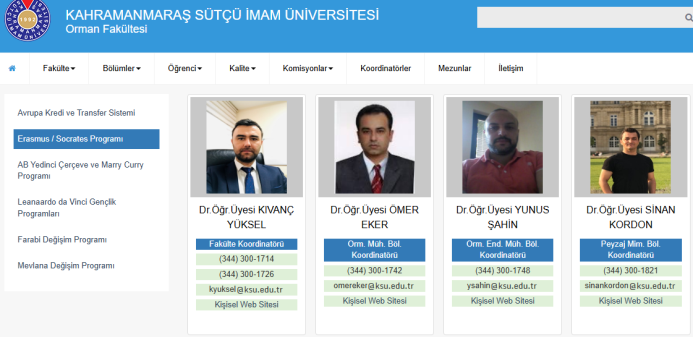 KAHRAMANMARAŞ SÜTÇÜ İMAM ÜNİVERSİTESİ
Orman Fakültesi
Fakülte
Bölümler
Öğrenci
Kalite
Komisyonlar
Koordinatörler
Mezunlar
İletişim
Avrupa Kredi ve Transfer Sistemi
Erasmus / Socrates Programı
AB Yedinci Çerçeve ve Marry Curry
Programı
Leanaardo da Vinci Gençlik
Programları
Farabi Değişim Programı
Mevlana Değişim Programı
Dr.Öğr.Üyesi KIVANÇ
YÜKSEL
Fakülte Koordinatörü
(344) 300-1714
(344) 300-1726
kyuksel@ksu.edu.tr
Kişisel Web Sitesi
Dr.Öğr.Üyesi ÖMER
EKER
Orm. Müh. Böl.
Koordinatörü
(344) 300-1742
omereker@ksu.edu.tr
Kişisel Web Sitesi
Dr.Öğr.Üyesi YUNUS
ŞAHİN
Orm. End. Müh. Böl.
Koordinatörü
(344) 300-1748
ysahin@ksu.edu.tr
Kişisel Web Sitesi
Dr.Öğr.Üyesi SİNAN
KORDON
Peyzaj Mim. Böl.
Koordinatörü
(344) 300-1821
sinankordon@ksu.edu.tr
Kişisel Web Sitesi